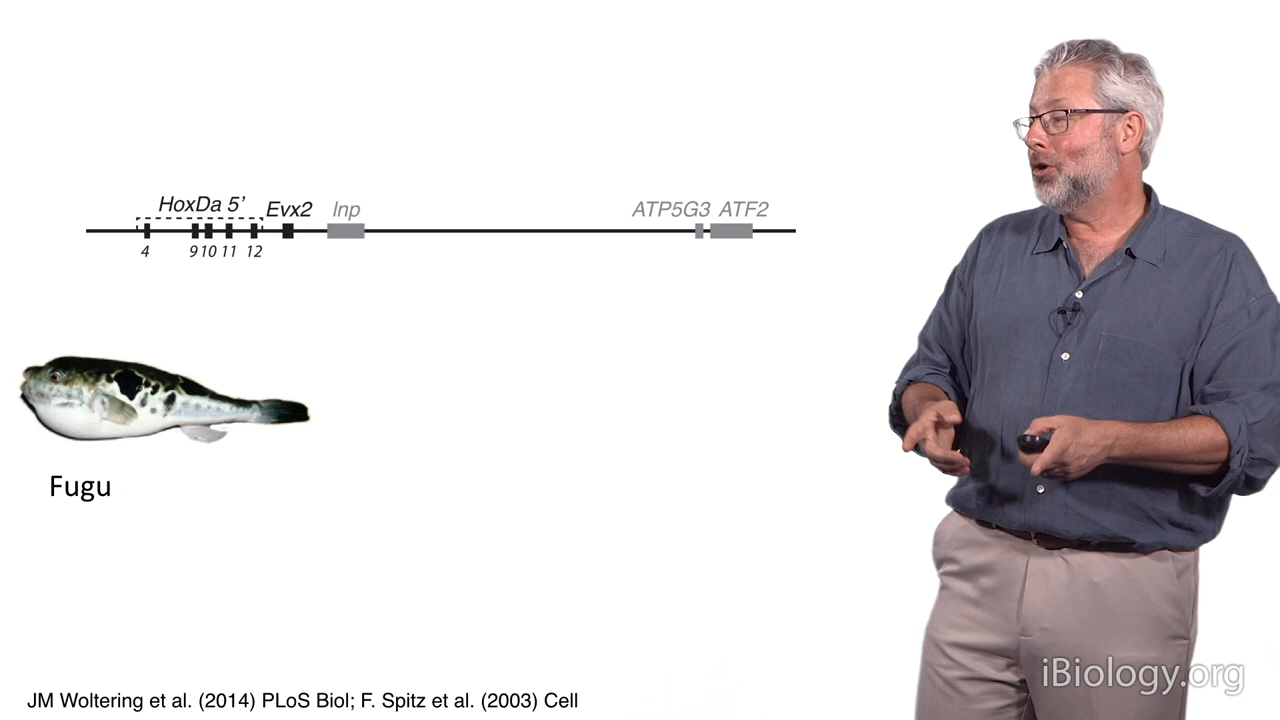 HoxDa 5’ Evx2 lnp ATP5G3 ATF2
4 9 10 11 12
Fugu
JM Woltering et al. (2014) PLoS Biol; F. Spitz et al. (2003) Cell
iBiology.org